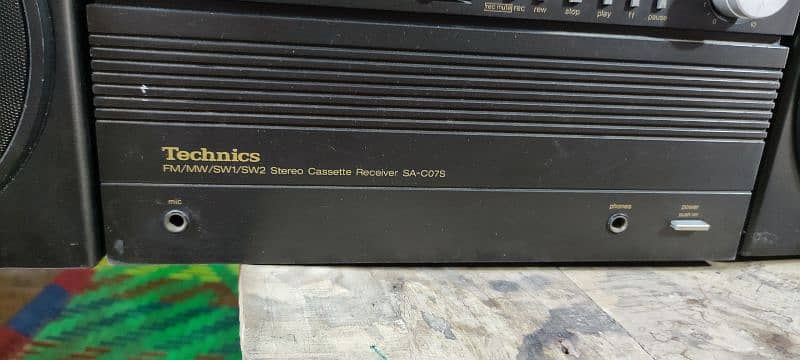 rec mute rec rew stop play ff pause
0
Technics
FM/MW/SW1/SW2 Stereo Cassette Receiver SA-C07S
mic
phones
power
push on